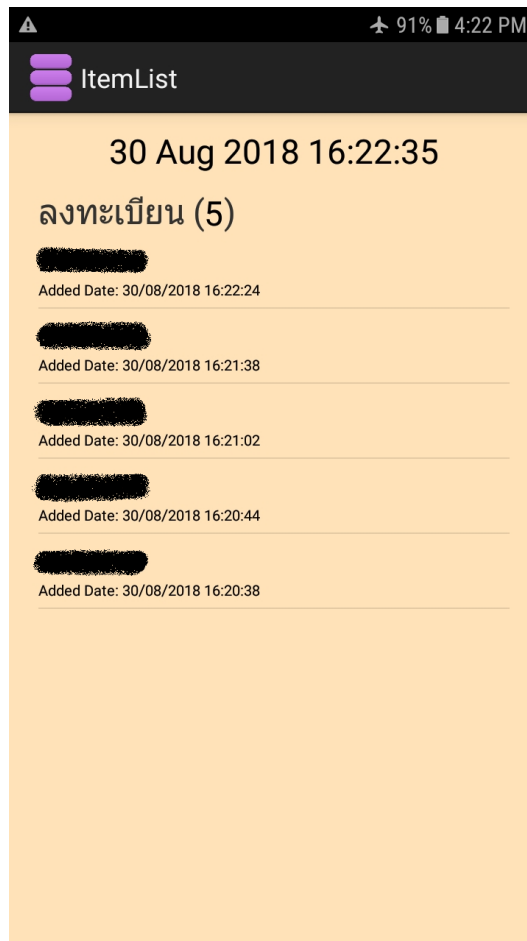 91% 4:22 PM
ItemList
30 Aug 2018 16:22:35
ลงทะเบียน (5)
Added Date: 30/08/2018 16:22:24
Added Date: 30/08/2018 16:21:38
Added Date: 30/08/2018 16:21:02
Added Date: 30/08/2018 16:20:44
Added Date: 30/08/2018 16:20:38